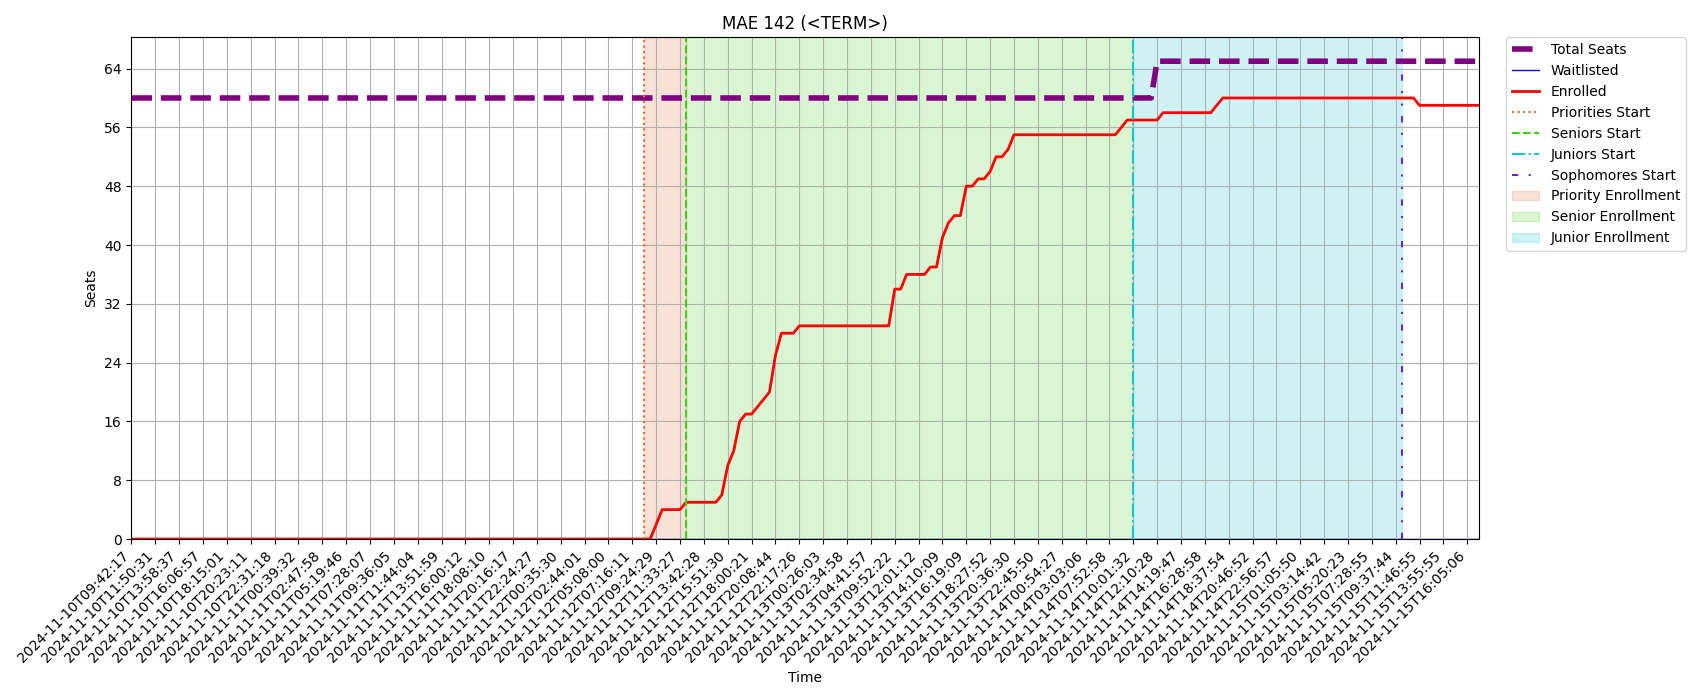 MAE 142 (<TERM>)
Total Seats
Waitlisted
Enrolled
Priorities Start
Seniors Start
Juniors Start
Sophomores Start
Priority Enrollment
Senior Enrollment
Junior Enrollment
Seats
64
56
48
40
32
24
16
8
0
2024-11-10T09:42:17
2024-11-10T11:50:31
2024-11-10T13:58:37
2024-11-10T16:06:57
2024-11-10T18:15:01
2024-11-10T20:23:11
2024-11-10T22:31:18
2024-11-11T00:39:32
2024-11-11T02:47:58
2024-11-11T05:19:46
2024-11-11T07:28:07
2024-11-11T09:36:05
2024-11-11T11:44:04
2024-11-11T13:51:59
2024-11-11T16:00:12
2024-11-11T18:08:10
2024-11-11T20:16:17
2024-11-11T22:24:27
2024-11-12T00:35:30
2024-11-12T02:44:01
2024-11-12T05:08:00
2024-11-12T07:16:11
2024-11-12T09:24:29
2024-11-12T11:33:27
2024-11-12T13:42:28
2024-11-12T15:51:30
2024-11-12T18:00:21
2024-11-12T20:08:44
2024-11-12T22:17:26
2024-11-13T00:26:03
2024-11-13T02:34:58
2024-11-13T04:41:57
2024-11-13T09:52:22
2024-11-13T12:01:12
2024-11-13T14:10:09
2024-11-13T16:19:09
2024-11-13T18:27:52
2024-11-13T20:36:30
2024-11-13T22:45:50
2024-11-14T00:54:27
2024-11-14T03:03:06
2024-11-14T07:52:58
2024-11-14T10:01:32
2024-11-14T12:10:28
2024-11-14T14:19:47
2024-11-14T16:28:58
2024-11-14T18:37:54
2024-11-14T20:46:52
2024-11-14T22:56:57
2024-11-15T01:05:50
2024-11-15T03:14:42
2024-11-15T05:20:23
2024-11-15T07:28:55
2024-11-15T09:37:44
2024-11-15T11:46:55
2024-11-15T13:55:55
2024-11-15T16:05:06
Time